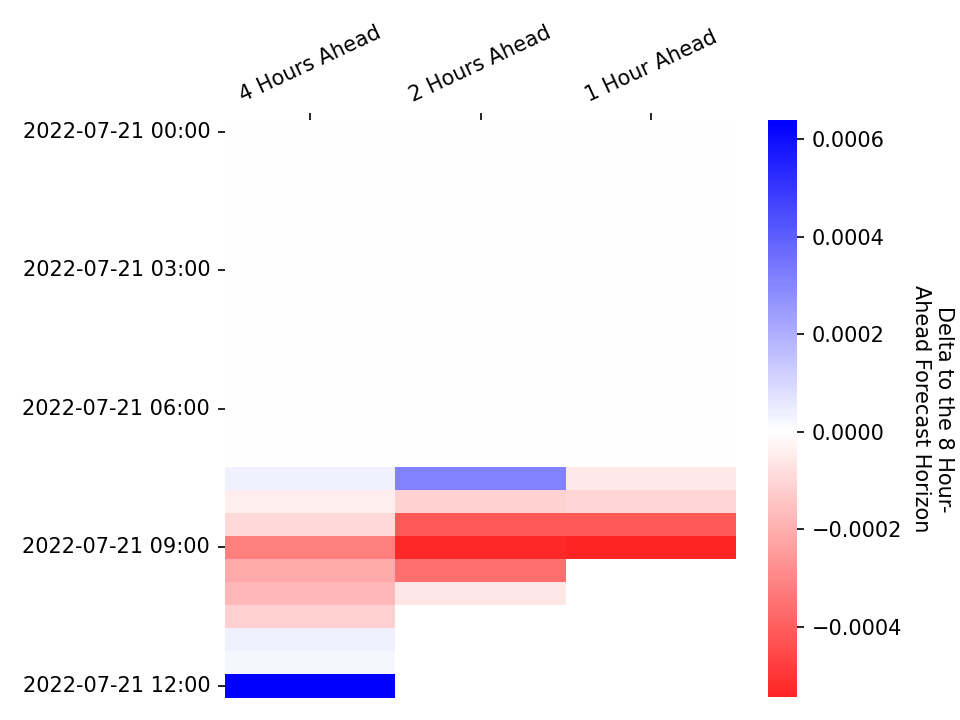 4 Hours Ahead
2 Hours Ahead
1 Hour Ahead
2022-07-21 00:00
2022-07-21 03:00
2022-07-21 06:00
2022-07-21 09:00
2022-07-21 12:00
0.0006
0.0004
0.0002
0.0000
−0.0002
−0.0004
Delta to the 8 Hour-
Ahead Forecast Horizon